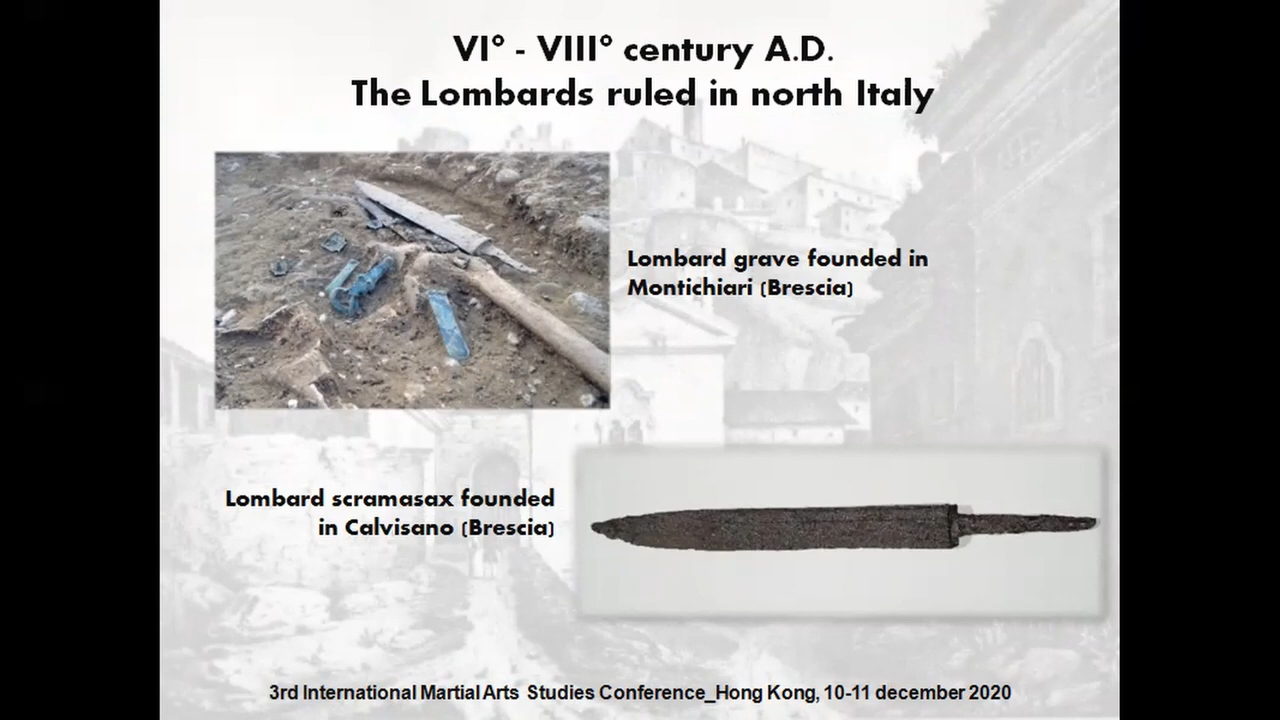 VI° - VIII° century A.D.
The Lombards ruled in north Italy
Lombard grave founded in
Montichiari (Brescia)
Lombard scramasax founded
in Calvisano (Brescia)
3rd International Martial Arts Studies Conference_Hong Kong, 10-11 december 2020